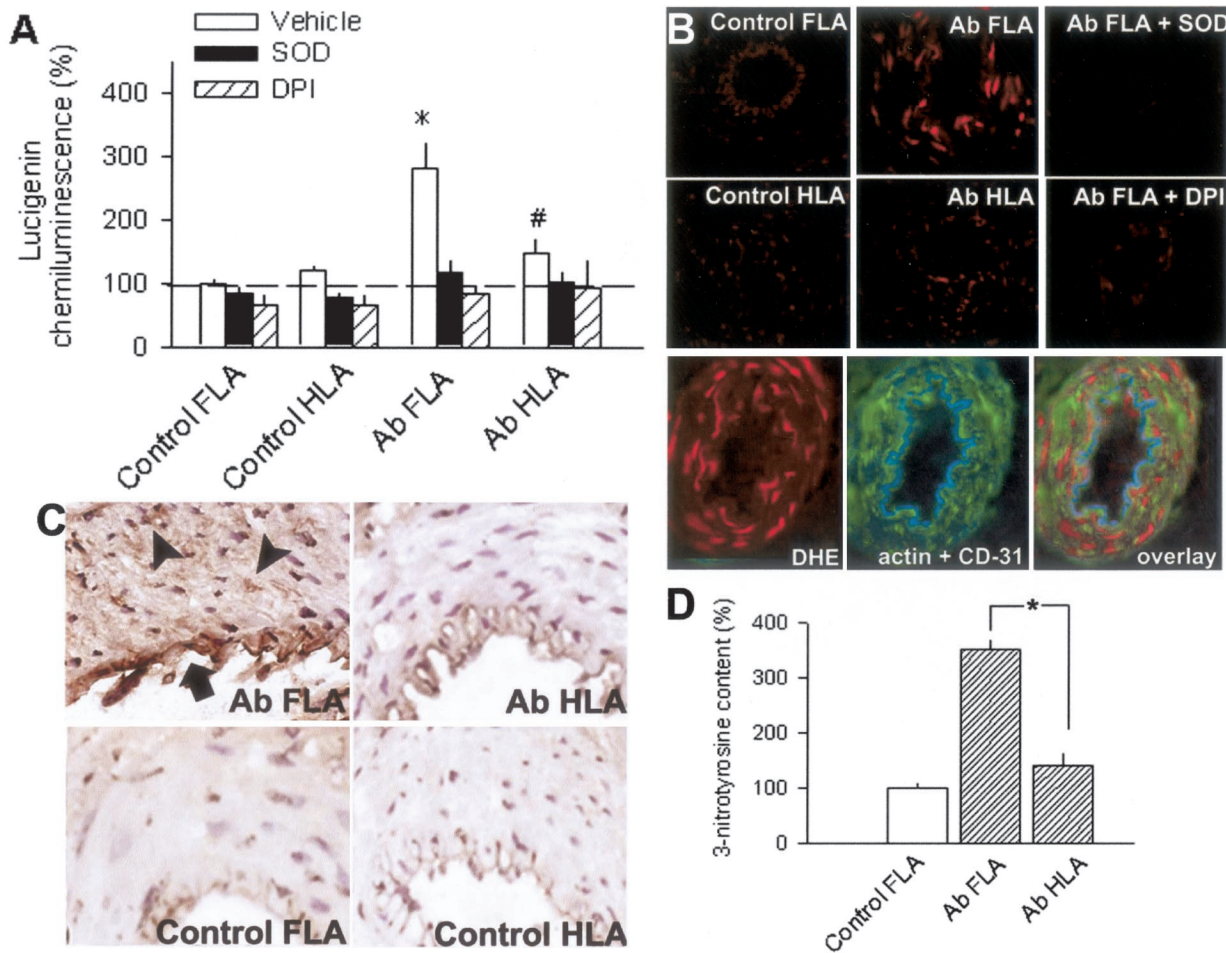 A
Vehicle
SOD
DPI
Lucigenin
chemiluminescence (%)
400
300
200
100
0
*
#
Control FLA
Control HLA
Ab FLA
Ab HLA
B
Control FLA
Ab FLA
Ab FLA + SOD
Control HLA
Ab HLA
Ab FLA + DPI
DHE
actin + CD-31
overlay
C
Ab FLA
Ab HLA
Control FLA
Control HLA
D
3-nitrotyrosine content (%)
400
300
200
100
0
*
Control FLA
Ab FLA
Ab HLA